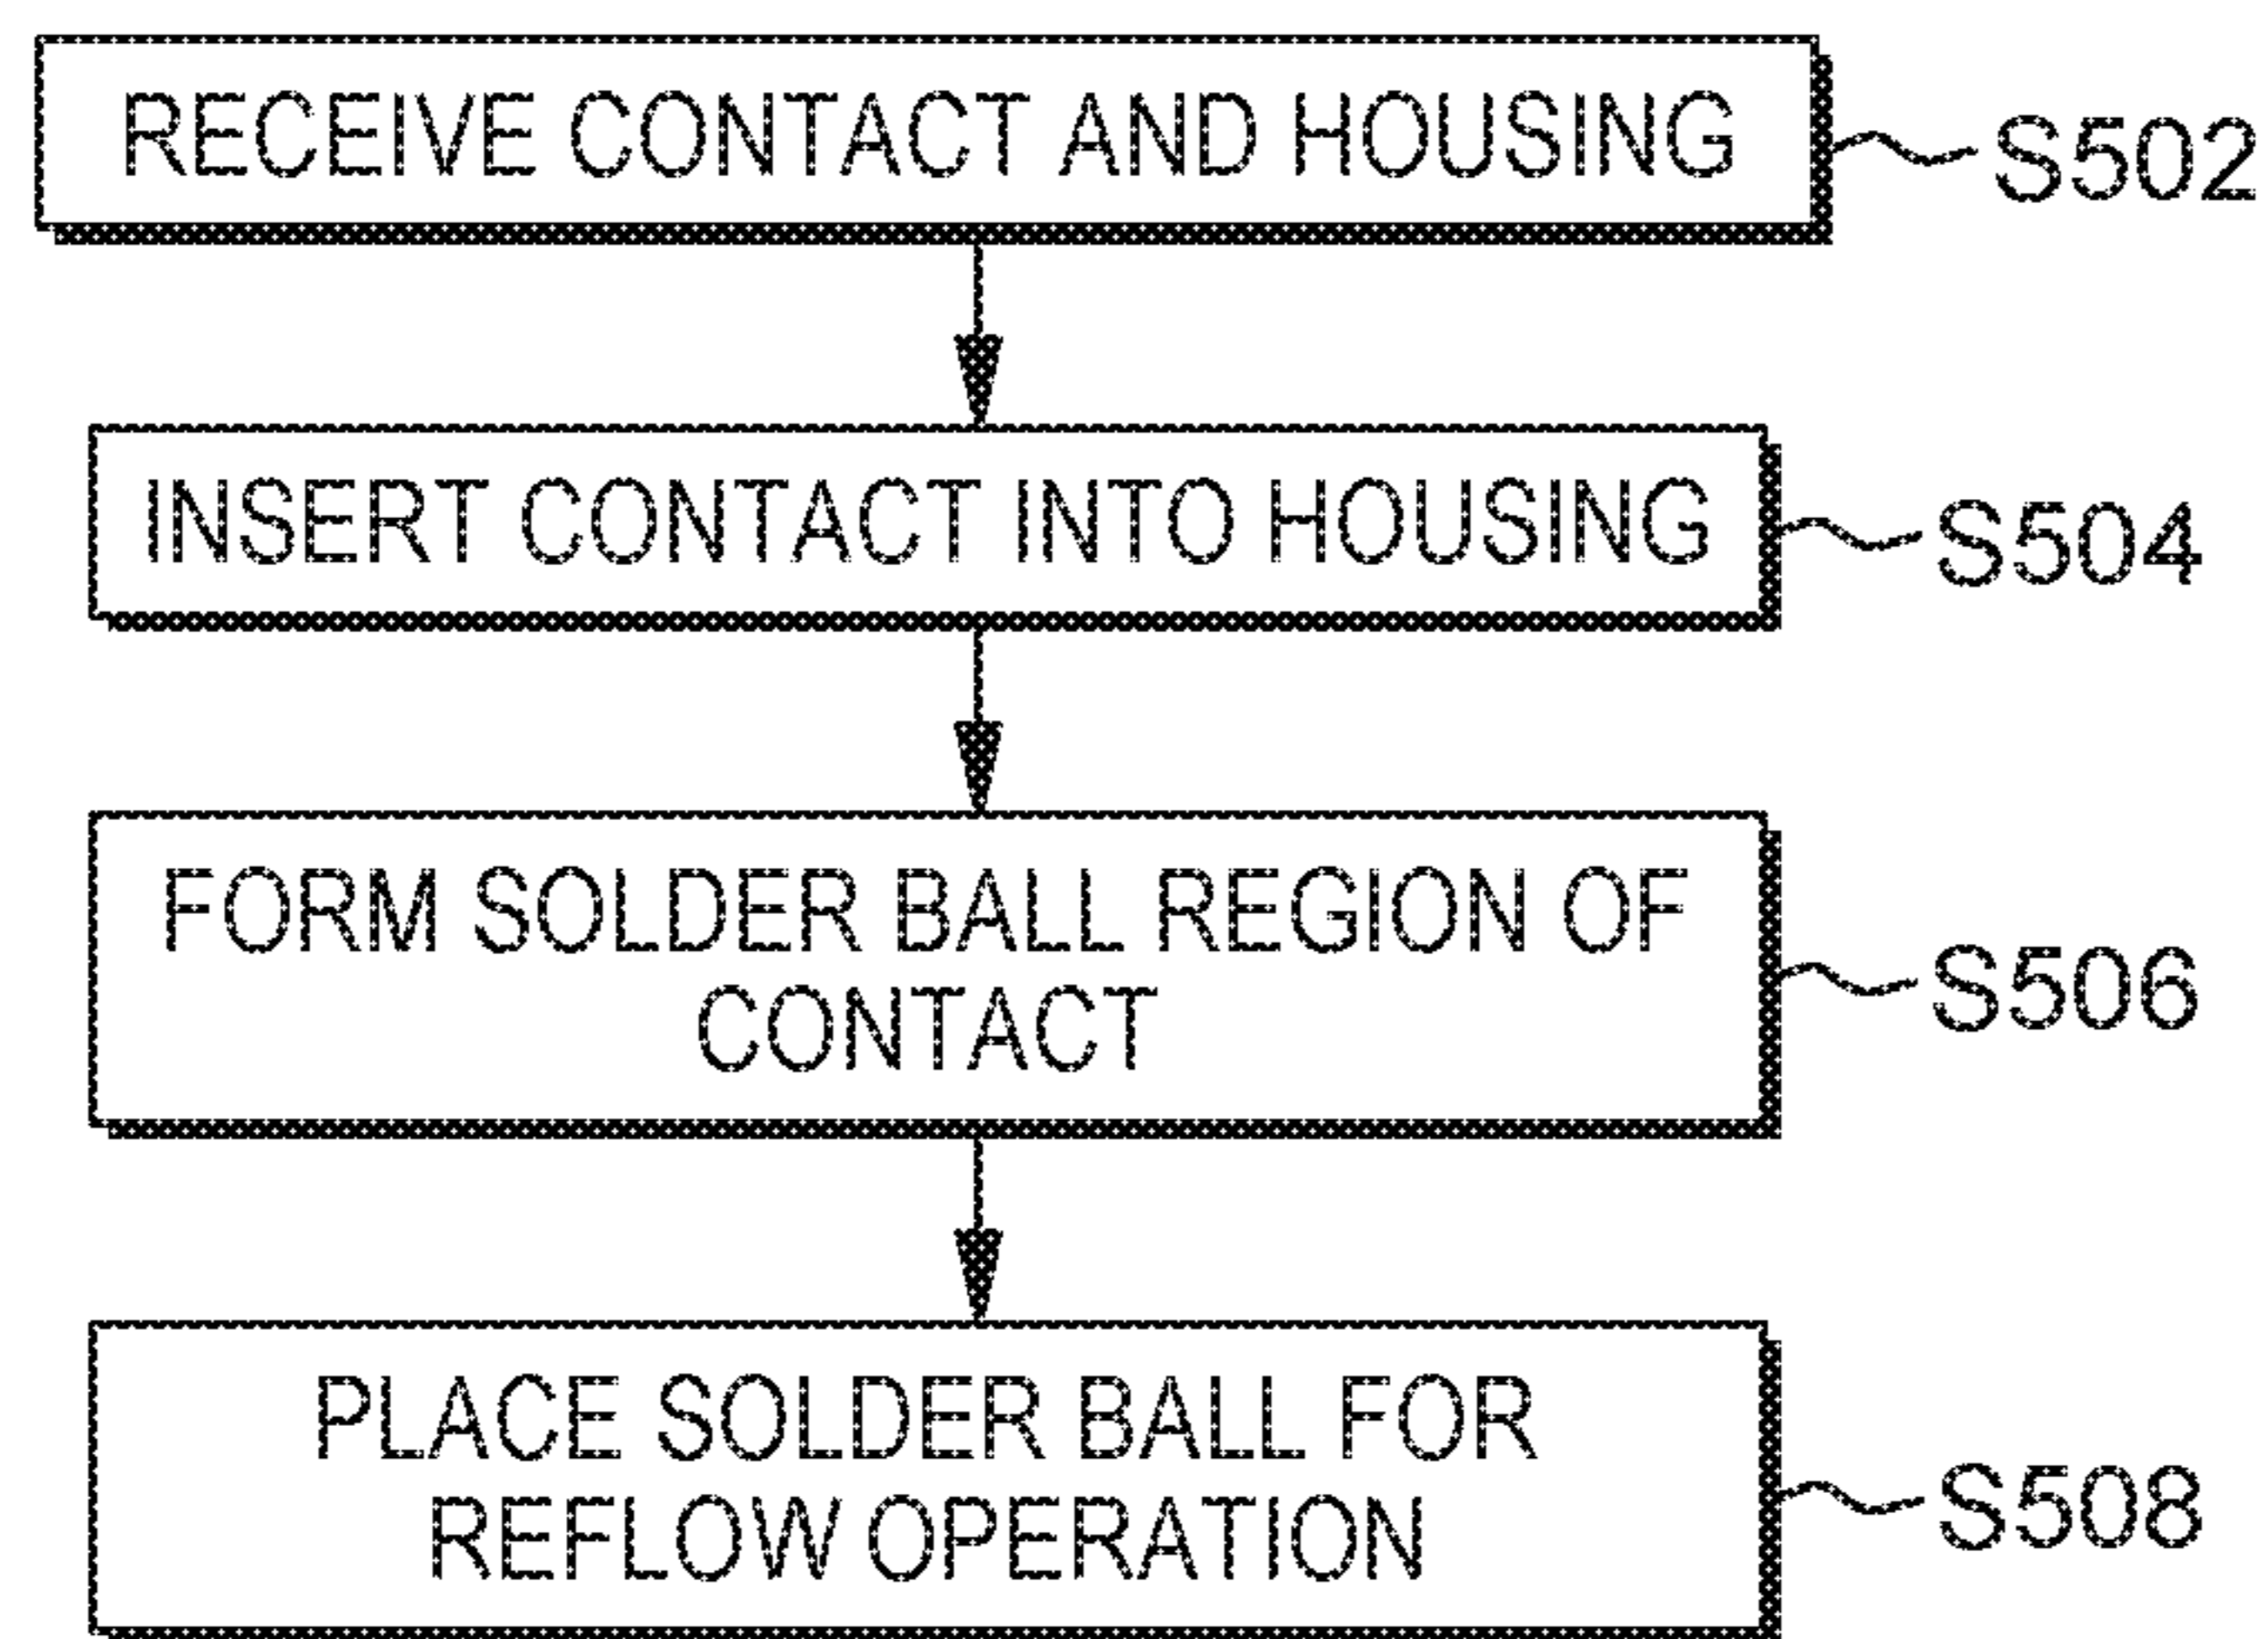 RECEIVE CONTACT AND HOUSING
S502
INSERT CONTACT INTO HOUSING
S504
FORM SOLDER BALL REGION OF
CONTACT
S506
PLACE SOLDER BALL FOR
REFLOW OPERATION
S508